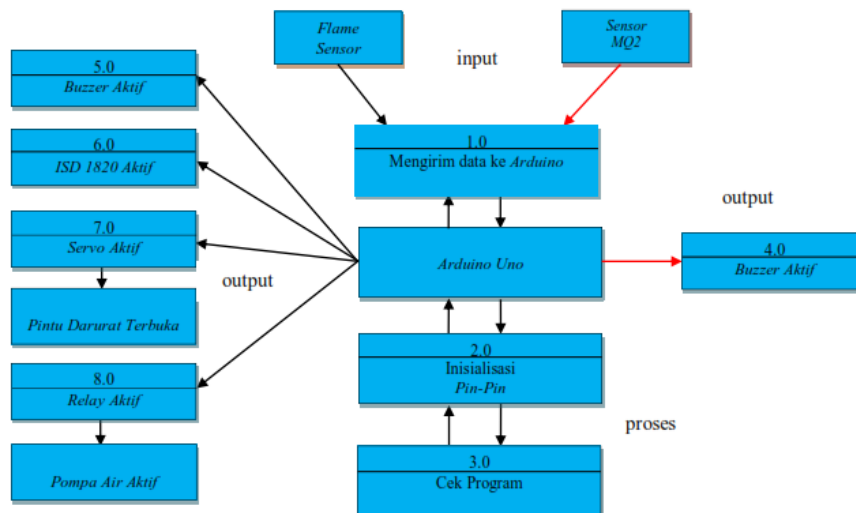 Flame
Sensor
input
Sensor
MQ2
5.0
Buzzer Aktif
6.0
ISD 1820 Aktif
7.0
Servo Aktif
Pintu Darurat Terbuka
8.0
Relay Aktif
Pompa Air Aktif
output
1.0
Mengirim data ke Arduino
Arduino Uno
2.0
Inisialisasi
Pin-Pin
3.0
Cek Program
proses
output
4.0
Buzzer Aktif